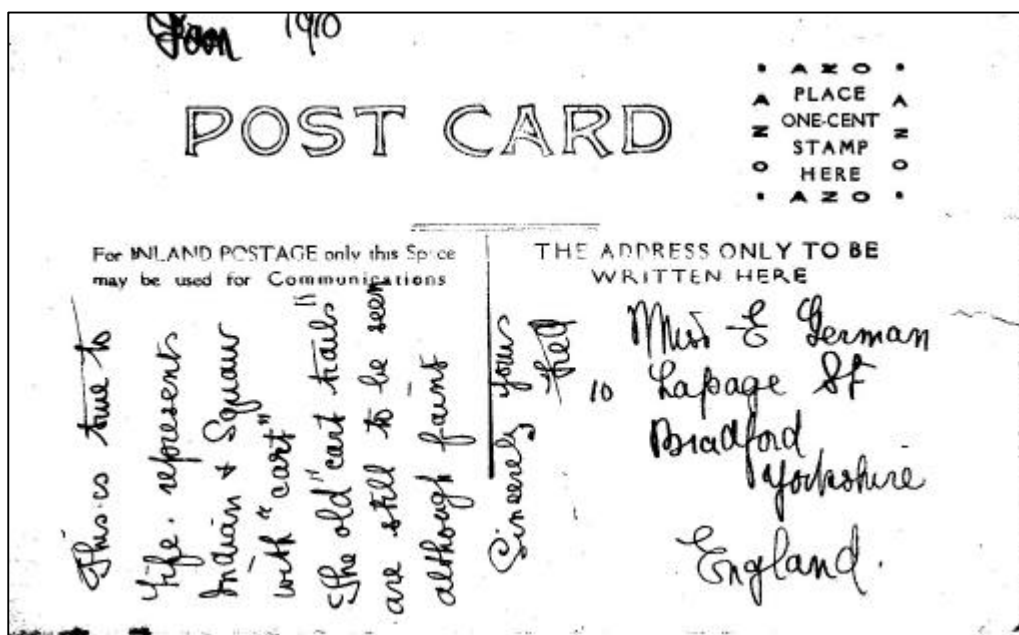 1910
POST CARD
• AZO •
PLACE
ONE-CENT
STAMP
HERE
• AZO •
AZO
AZO
For INLAND POSTAGE only this Space
may be used for Communications
THE ADDRESS ONLY TO BE
WRITTEN HERE
This is true to
life. represents
Indian & Squaw
with "cart"
The old "cart trails"
are still to be seen
although faint
Sincerely yours
Miss E German
10 Lapage St
Bradford
Yorkshire
England.